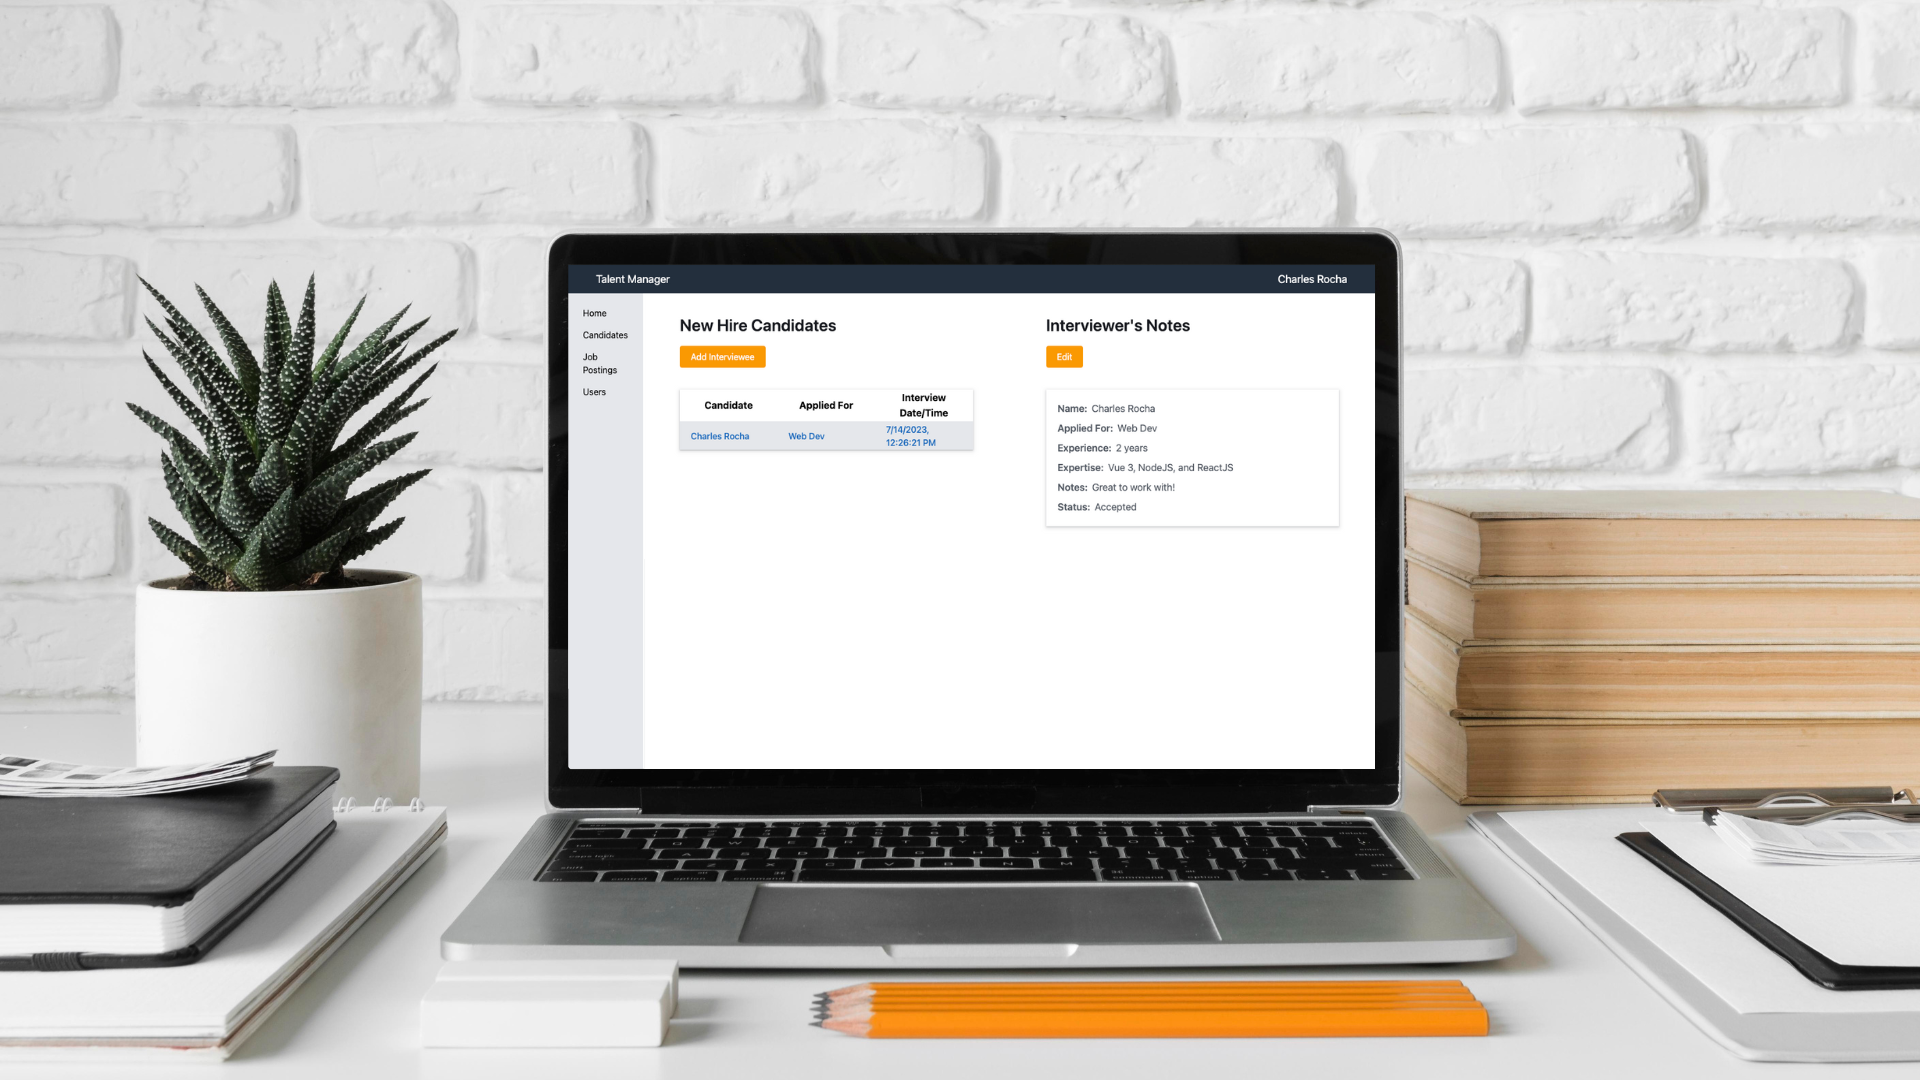 Talent Manager
Charles Rocha
Home
Candidates
Job
Postings
Users
New Hire Candidates
Add Interviewee
Candidate
Applied For
Interview
Date/Time
Charles Rocha
Web Dev
7/14/2023,
12:26:21 PM
Interviewer's Notes
Edit
Name: Charles Rocha
Applied For: Web Dev
Experience: 2 years
Expertise: Vue 3, NodeJS, and ReactJS
Notes: Great to work with!
Status: Accepted